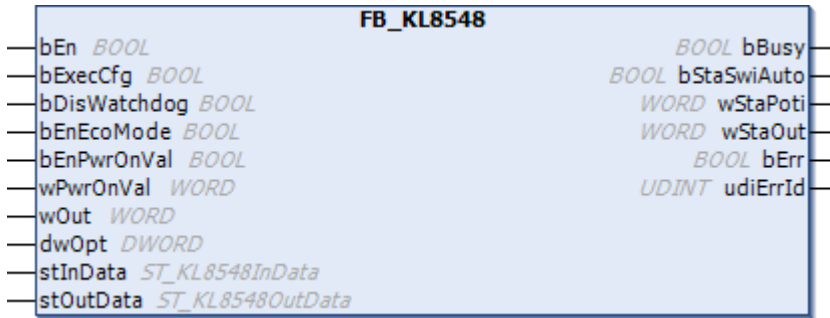 FB_KL8548
bEn BOOL BOOL bBusy
bExecCfg BOOL BOOL bStaSwiAuto
bDisWatchdog BOOL WORD wStaPoti
bEnEcoMode BOOL WORD wStaOut
bEnPwrOnVal BOOL BOOL bErr
wPwrOnVal WORD UDINT udiErrId
wOut WORD
dwOpt DWORD
stInData ST_KL8548InData
stOutData ST_KL8548OutData